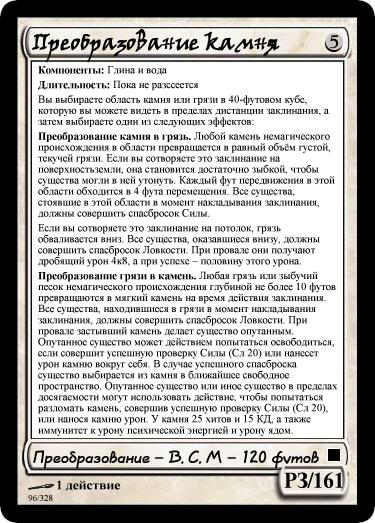 Преобразование камня 5
Компоненты: Глина и вода
Длительность: Пока не рассеется
Вы выбираете область камня или грязи в 40-футовом кубе,
которую вы можете видеть в пределах дистанции заклинания, а
затем выбираете один из следующих эффектов:
Преобразование камня в грязь. Любой камень немагического
происхождения в области превращается в равный объём густой,
текучей грязи. Если вы сотворяете это заклинание на
поверхностьземли, она становится достаточно зыбкой, чтобы
существа могли в ней утонуть. Каждый фут передвижения в этой
области обходится в 4 фута перемещения. Все существа,
стоявшие в этой области в момент накладывания заклинания,
должны совершить спасбросок Силы.
Если вы сотворяете это заклинание на потолок, грязь
обваливается вниз. Все существа, оказавшиеся внизу, должны
совершить спасбросок Ловкости. При провале они получают
дробящий урон 4к8, а при успехе – половину этого урона.
Преобразование грязи в камень. Любая грязь или зыбучий
песок немагического происхождения глубиной не более 10 футов
превращаются в мягкий камень на время действия заклинания.
Все существа, находившиеся в грязи в момент накладывания
заклинания, должны совершить спасбросок Ловкости. При
провале застывший камень делает существо опутанным.
Опутанное существо может действием попытаться освободиться,
если совершит успешную проверку Силы (Сл 20) или нанесет
урон камню вокруг себя. В случае успешного спасброска
существо выбирается из камня в ближайшее свободное
пространство. Опутанное существо или иное существо в пределах
досягаемости могут использовать действие, чтобы попытаться
разломать камень, совершив успешную проверку Силы (Сл 20),
или нанося камню урон. У камня 25 хитов и 15 КД, а также
иммунитет к урону психической энергией и урону ядом.
Преобразование – В, С, М – 120 футов
1 действие
РЗ/161
96/328